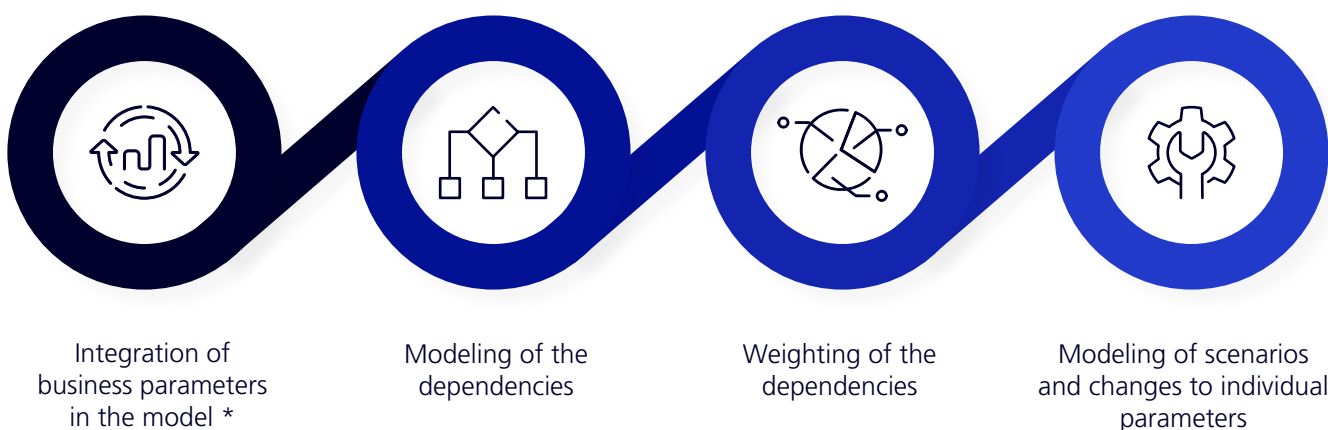 Integration of
business parameters
in the model *
Modeling of the
dependencies
Weighting of the
dependencies
Modeling of scenarios
and changes to individual
parameters